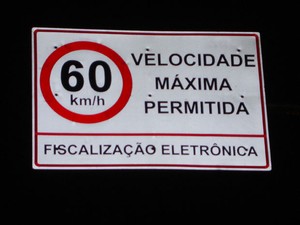 60
km/h
VELOCIDADE
MÁXIMA
PERMITIDA
FISCALIZAÇÃO ELETRÔNICA